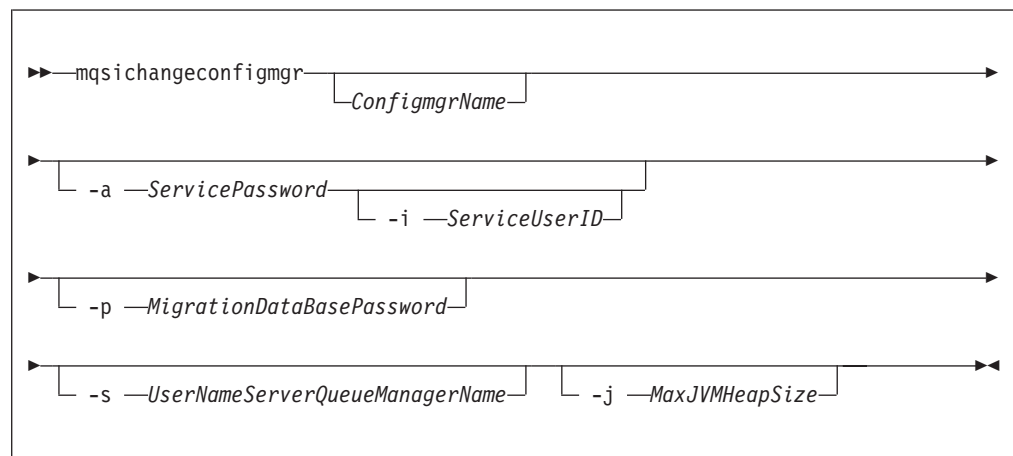 mqsichangeconfigmgr
ConfigmgrName
-a ServicePassword
-i ServiceUserID
-p MigrationDataBasePassword
-s UserNameServerQueueManagerName -j MaxJVMHeapSize